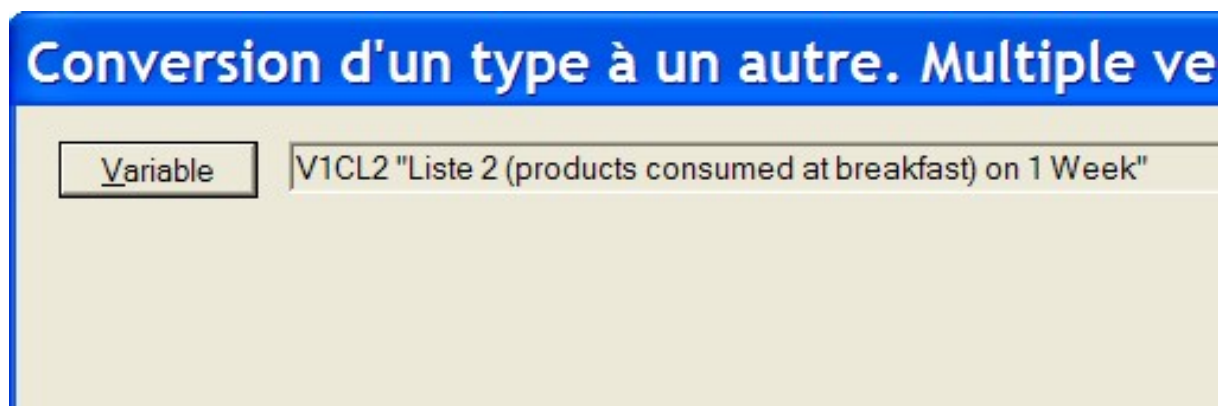 Conversion d'un type à un autre. Multiple ve
Variable
V1CL2 "Liste 2 (products consumed at breakfast) on 1 Week"